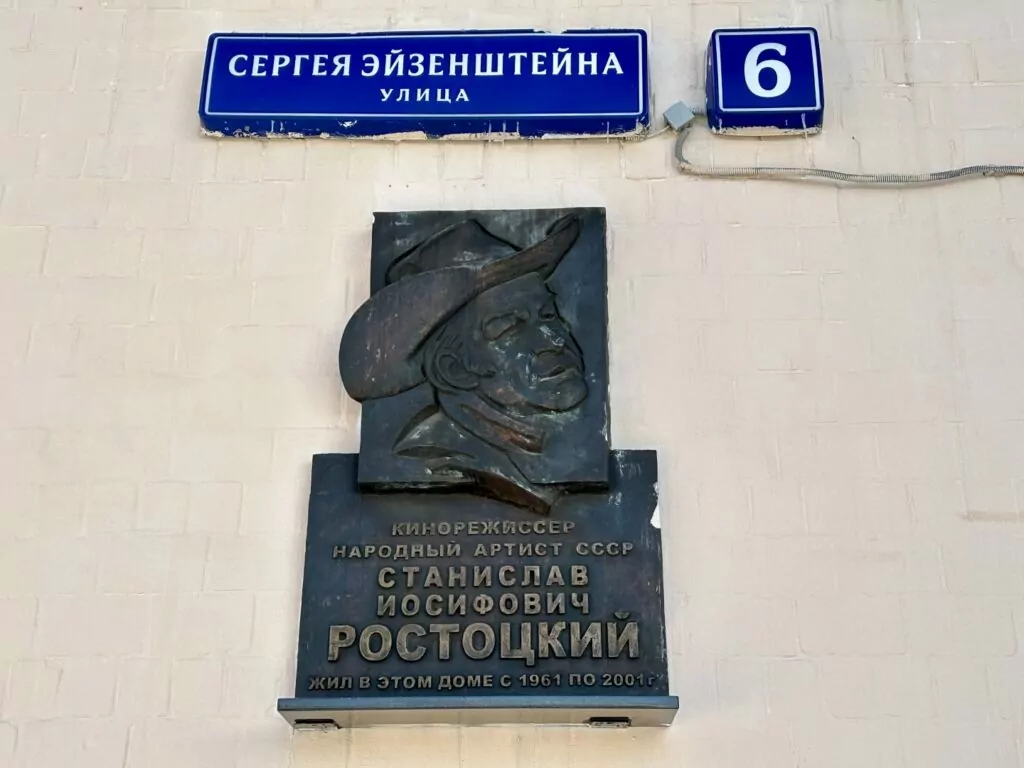 СЕРГЕЯ ЭЙЗЕНШТЕЙНА
УЛИЦА
6
КИНОРЕЖИССЕР
НАРОДНЫЙ АРТИСТ СССР
СТАНИСЛАВ
ИОСИФОВИЧ
РОСТОЦКИЙ
ЖИЛ В ЭТОМ ДОМЕ С 1961 ПО 2001г